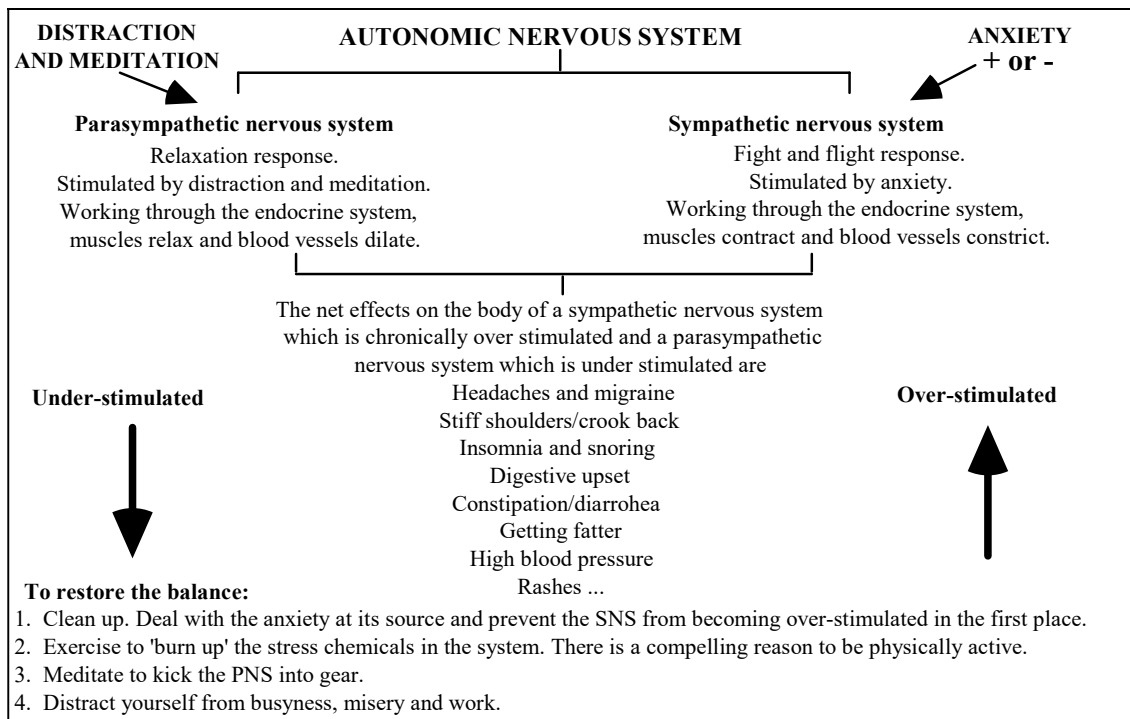 DISTRACTION
AND MEDITATION
AUTONOMIC NERVOUS SYSTEM
ANXIETY
+ or -
Parasympathetic nervous system
Relaxation response.
Stimulated by distraction and meditation.
Working through the endocrine system,
muscles relax and blood vessels dilate.
Sympathetic nervous system
Fight and flight response.
Stimulated by anxiety.
Working through the endocrine system,
muscles contract and blood vessels constrict.
The net effects on the body of a sympathetic nervous system
which is chronically over stimulated and a parasympathetic
nervous system which is under stimulated are
Headaches and migraine
Stiff shoulders/crook back
Insomnia and snoring
Digestive upset
Constipation/diarrohea
Getting fatter
High blood pressure
Rashes ...
Under-stimulated
Over-stimulated
To restore the balance:
1. Clean up. Deal with the anxiety at its source and prevent the SNS from becoming over-stimulated in the first place.
2. Exercise to 'burn up' the stress chemicals in the system. There is a compelling reason to be physically active.
3. Meditate to kick the PNS into gear.
4. Distract yourself from busyness, misery and work.